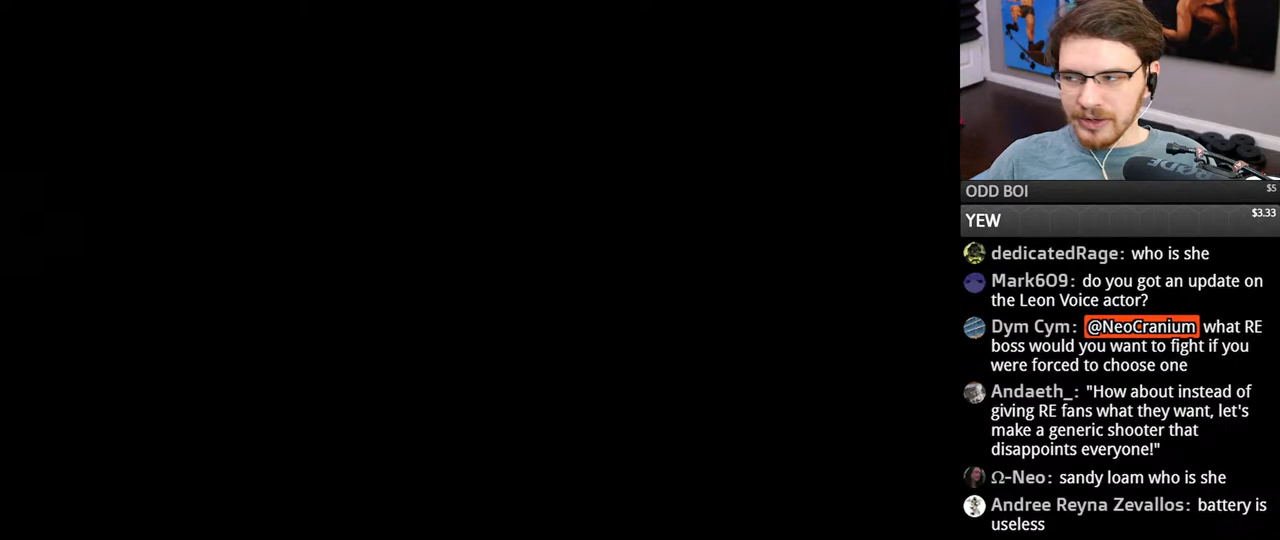 RODE
ODD BOI $5
YEW $3.33
dedicatedRage: who is she
Mark609: do you got an update on
the Leon Voice actor?
Dym Cym: @NeoCranium what RE
boss would you want to fight if you
were forced to choose one
Andaeth_: "How about instead of
giving RE fans what they want, let's
make a generic shooter that
disappoints everyone!"
Ω-Neo: sandy loam who is she
Andree Reyna Zevallos: battery is
useless